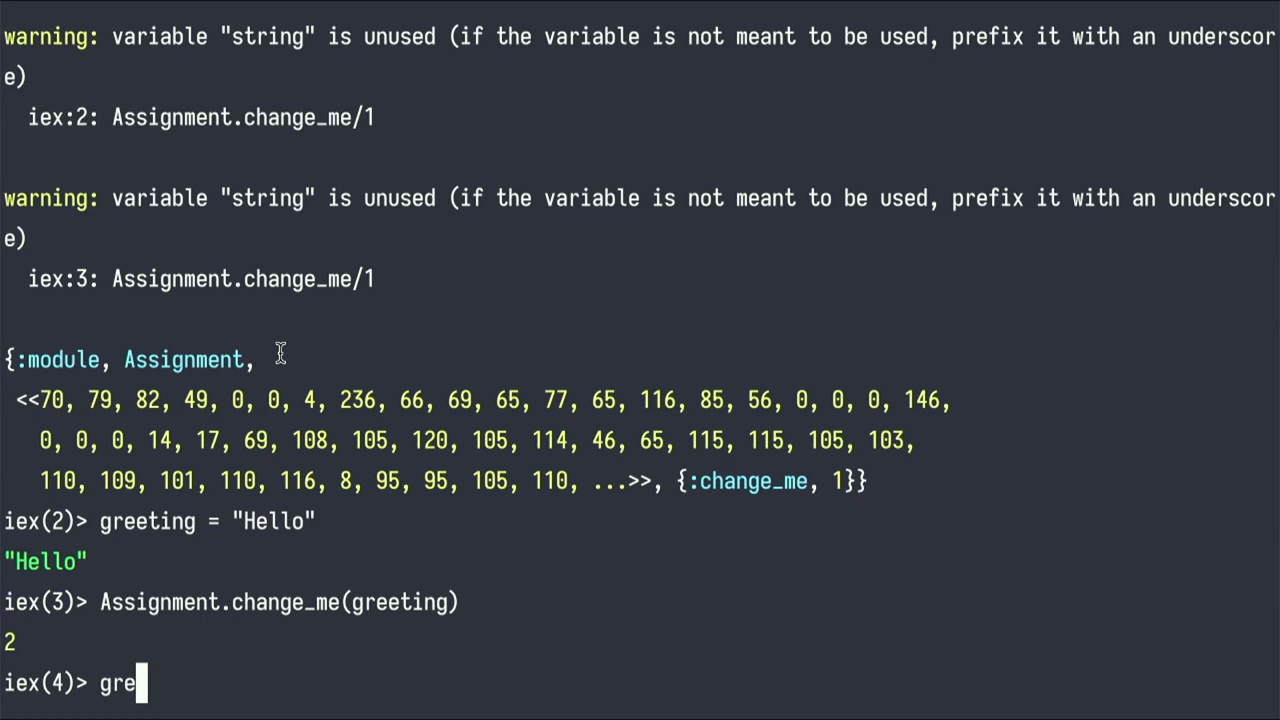 warning: variable "string" is unused (if the variable is not meant to be used, prefix it with an underscor
e)
iex:2: Assignment.change_me/1
warning: variable "string" is unused (if the variable is not meant to be used, prefix it with an underscor
e)
iex:3: Assignment.change_me/1
{:module, Assignment,
<<70, 79, 82, 49, 0, 0, 4, 236, 66, 69, 65, 77, 65, 116, 85, 56, 0, 0, 0, 146,
0, 0, 0, 14, 17, 69, 108, 105, 120, 105, 114, 46, 65, 115, 115, 105, 103,
110, 109, 101, 110, 116, 8, 95, 95, 105, 110, ...>>, {:change_me, 1}}
iex(2)> greeting = "Hello"
"Hello"
iex(3)> Assignment.change_me(greeting)
2
iex(4)> gre